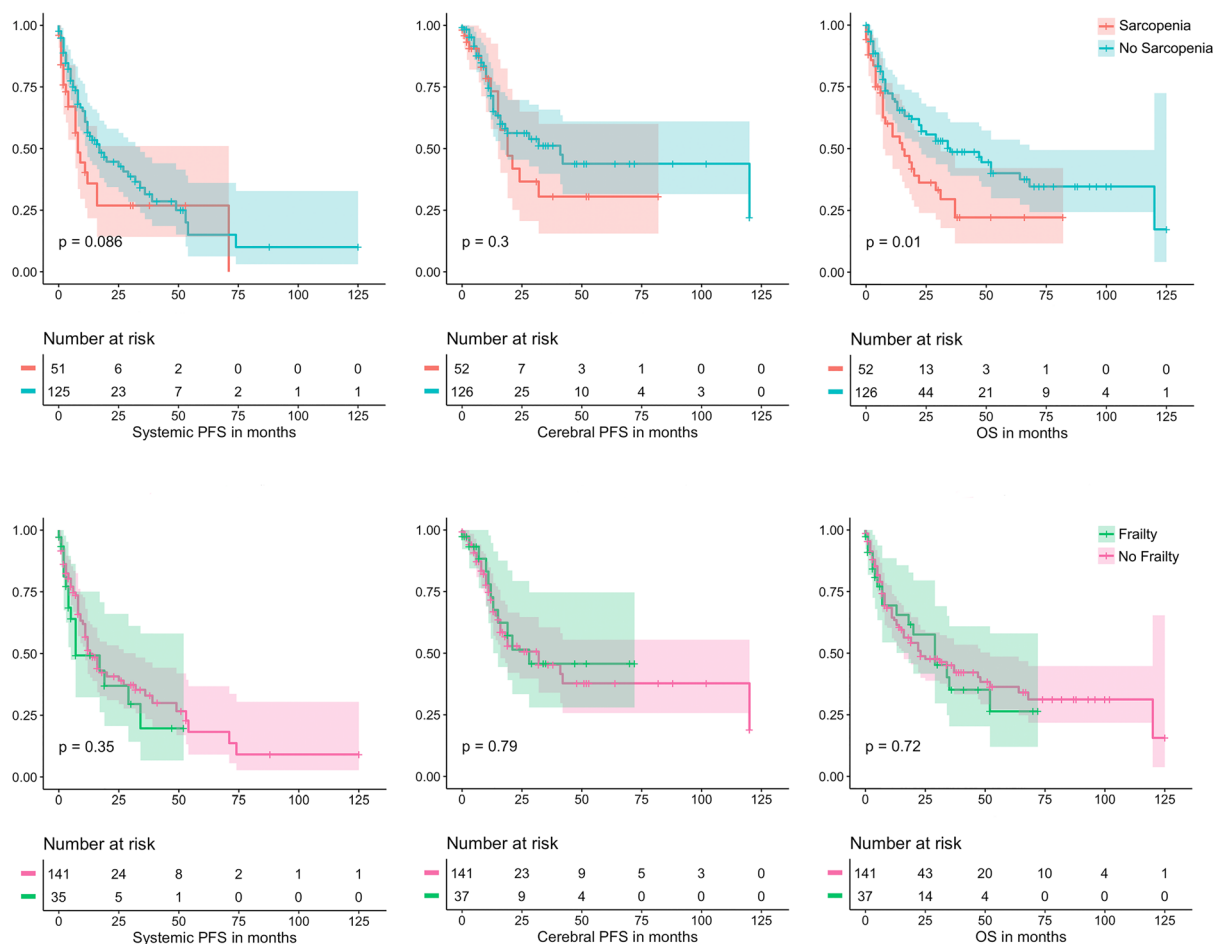 1.00
0.75
0.50
0.25
0.00
p = 0.086
0 25 50 75 100 125
1.00
0.75
0.50
0.25
0.00
p = 0.3
0 25 50 75 100 125
1.00
0.75
0.50
0.25
0.00
p = 0.01
0 25 50 75 100 125
Sarcopenia
No Sarcopenia
Number at risk
51 6 2 0 0 0
125 23 7 2 1 1
0 25 50 75 100 125
Systemic PFS in months
Number at risk
52 7 3 1 0 0
126 25 10 4 3 0
0 25 50 75 100 125
Cerebral PFS in months
Number at risk
52 13 3 1 0 0
126 44 21 9 4 1
0 25 50 75 100 125
OS in months
1.00
0.75
0.50
0.25
0.00
p = 0.35
0 25 50 75 100 125
1.00
0.75
0.50
0.25
0.00
p = 0.79
0 25 50 75 100 125
1.00
0.75
0.50
0.25
0.00
p = 0.72
0 25 50 75 100 125
Frailty
No Frailty
Number at risk
141 24 8 2 1 1
35 5 1 0 0 0
0 25 50 75 100 125
Systemic PFS in months
Number at risk
141 23 9 5 3 0
37 9 4 0 0 0
0 25 50 75 100 125
Cerebral PFS in months
Number at risk
141 43 20 10 4 1
37 14 4 0 0 0
0 25 50 75 100 125
OS in months